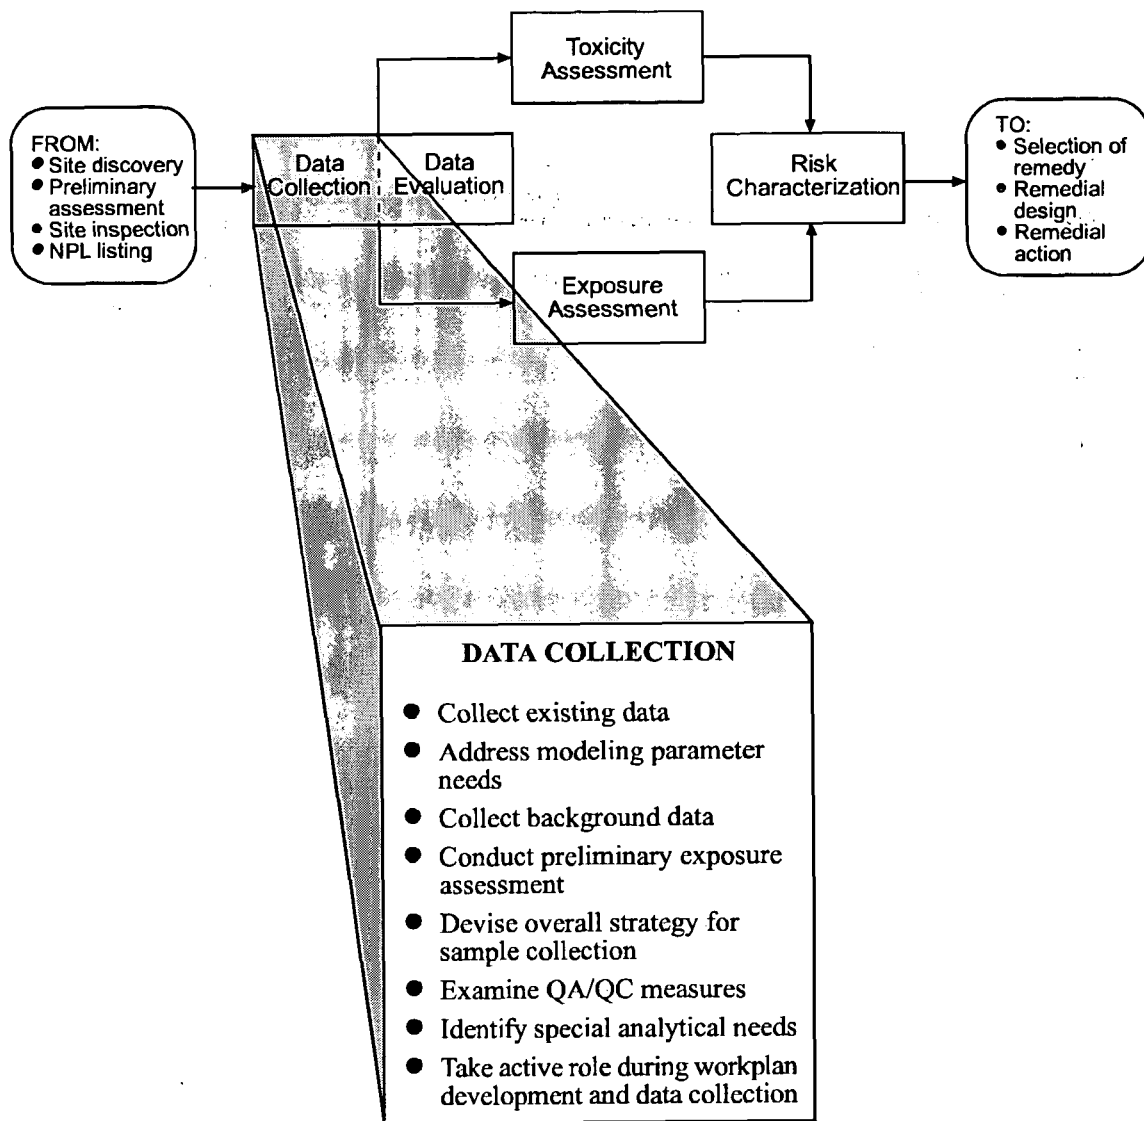 Toxicity
Assessment
FROM:
● Site discovery
● Preliminary
assessment
● Site inspection
● NPL listing
Data
Collection
Data
Evaluation
Risk
Characterization
TO:
● Selection of
remedy
● Remedial
design
● Remedial
action
Exposure
Assessment
DATA COLLECTION
● Collect existing data
● Address modeling parameter
needs
● Collect background data
● Conduct preliminary exposure
assessment
● Devise overall strategy for
sample collection
● Examine QA/QC measures
● Identify special analytical needs
● Take active role during workplan
development and data collection